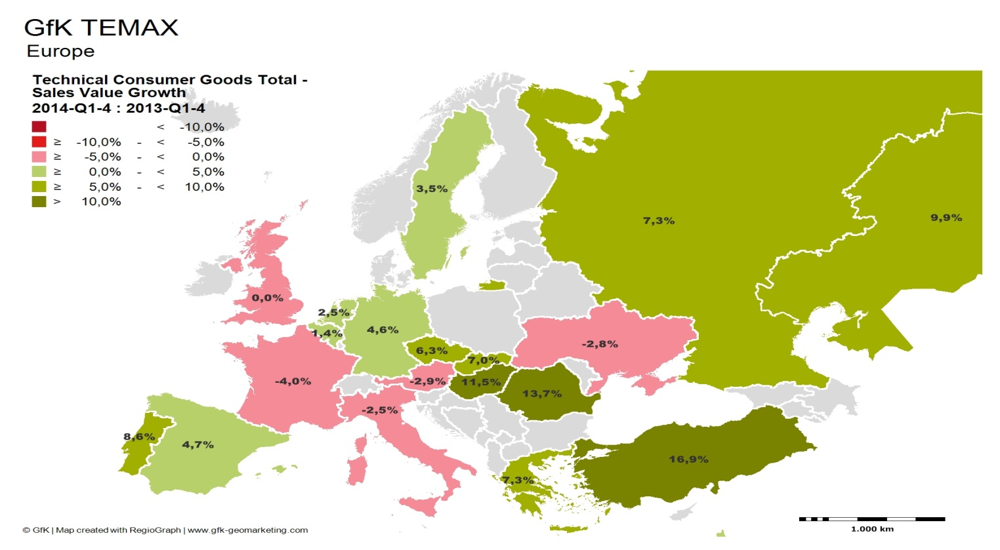 GfK TEMAX
Europe
Technical Consumer Goods Total -
Sales Value Growth
2014-Q1-4 : 2013-Q1-4
< -10,0%
≥ -10,0% - < -5,0%
≥ -5,0% - < 0,0%
≥ 0,0% - < 5,0%
≥ 5,0% - < 10,0%
> 10,0%
3,5%
7,3%
9,9%
0,0%
2,5%
1,4%
4,6%
-2,8%
6,3%
7,0%
-4,0%
-2,9%
11,5%
13,7%
-2,5%
8,6%
4,7%
16,9%
7,3%
1.000 km
© GfK | Map created with RegioGraph | www.gfk-geomarketing.com